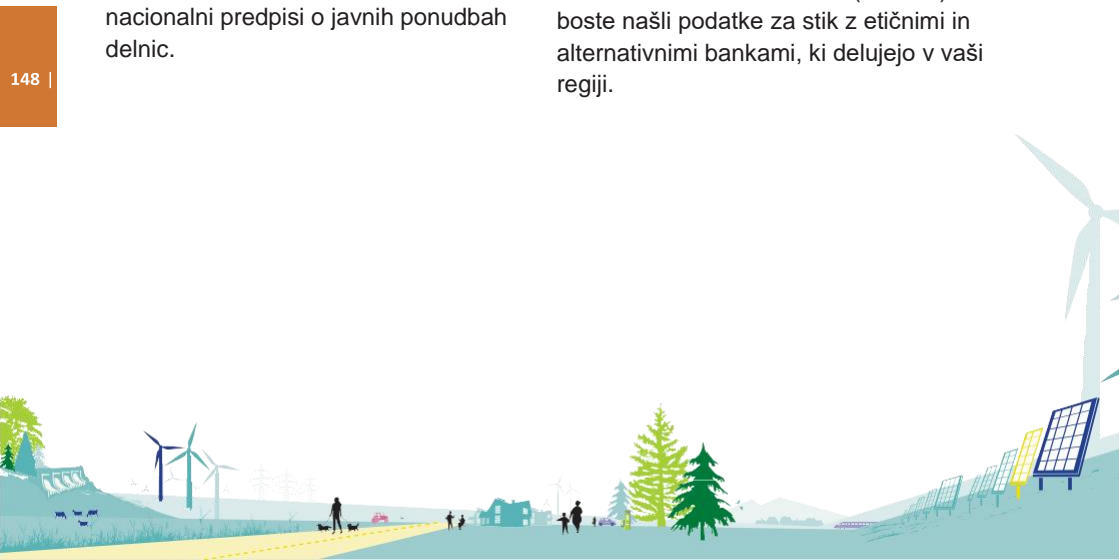 nacionalni predpisi o javnih ponudbah
delnic.
148 |
boste našli podatke za stik z etičnimi in
alternativnimi bankami, ki delujejo v vaši
regiji.